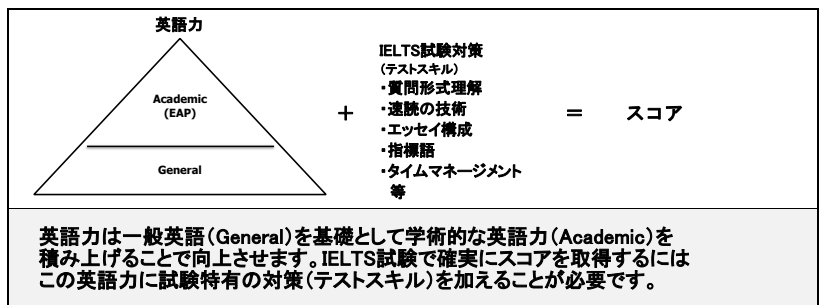 英語力
Academic
(EAP)
General
＋
IELTS試験対策
(テストスキル)
・質問形式理解
・速読の技術
・エッセイ構成
・指標語
・タイムマネージメント
等
＝
スコア
英語力は一般英語(General)を基礎として学術的な英語力(Academic)を
積み上げることで向上させます。IELTS試験で確実にスコアを取得するには
この英語力に試験特有の対策(テストスキル)を加えることが必要です。